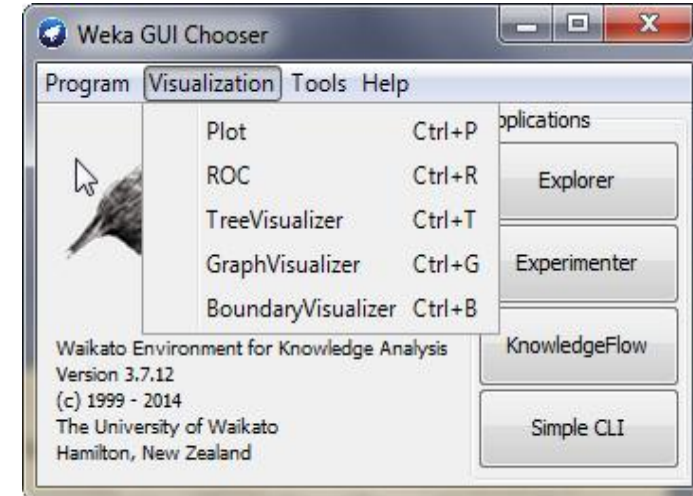 Weka GUI Chooser
Program Visualization Tools Help
Plot Ctrl+P
ROC Ctrl+R
TreeVisualizer Ctrl+T
GraphVisualizer Ctrl+G
BoundaryVisualizer Ctrl+B
pplications
Explorer
Experimenter
KnowledgeFlow
Simple CLI
Waikato Environment for Knowledge Analysis
Version 3.7.12
(c) 1999 - 2014
The University of Waikato
Hamilton, New Zealand